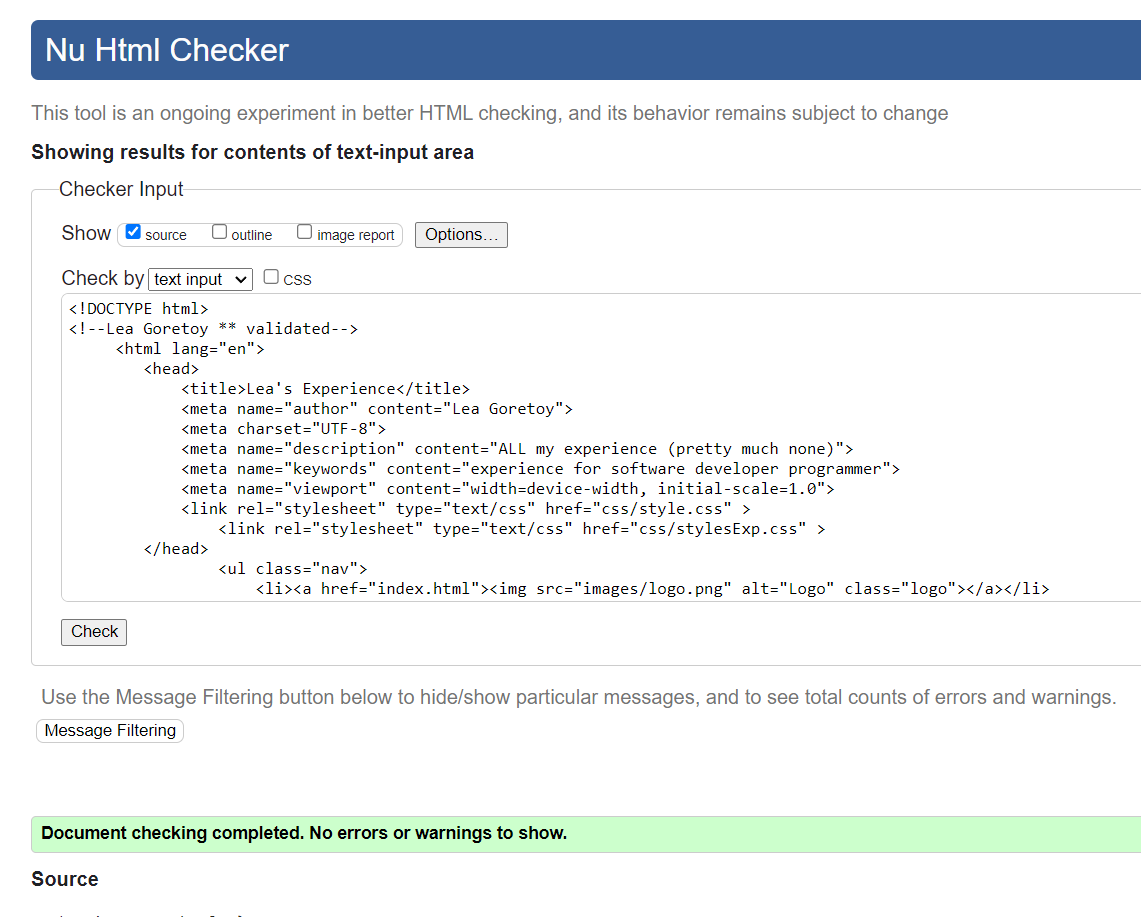 Nu Html Checker
This tool is an ongoing experiment in better HTML checking, and its behavior remains subject to change
Showing results for contents of text-input area
Checker Input
Show source outline image report Options...
Check by text input CSS
<!DOCTYPE html>
<!--Lea Goretoy ** validated-->
<html lang="en">
<head>
<title>Lea's Experience</title>
<meta name="author" content="Lea Goretoy">
<meta charset="UTF-8">
<meta name="description" content="ALL my experience (pretty much none)">
<meta name="keywords" content="experience for software developer programmer">
<meta name="viewport" content="width=device-width, initial-scale=1.0">
<link rel="stylesheet" type="text/css" href="css/style.css" >
<link rel="stylesheet" type="text/css" href="css/stylesExp.css" >
</head>
<ul class="nav">
<li><a href="index.html"><img src="images/logo.png" alt="Logo" class="logo"></a></li>
Check
Use the Message Filtering button below to hide/show particular messages, and to see total counts of errors and warnings.
Message Filtering
Document checking completed. No errors or warnings to show.
Source